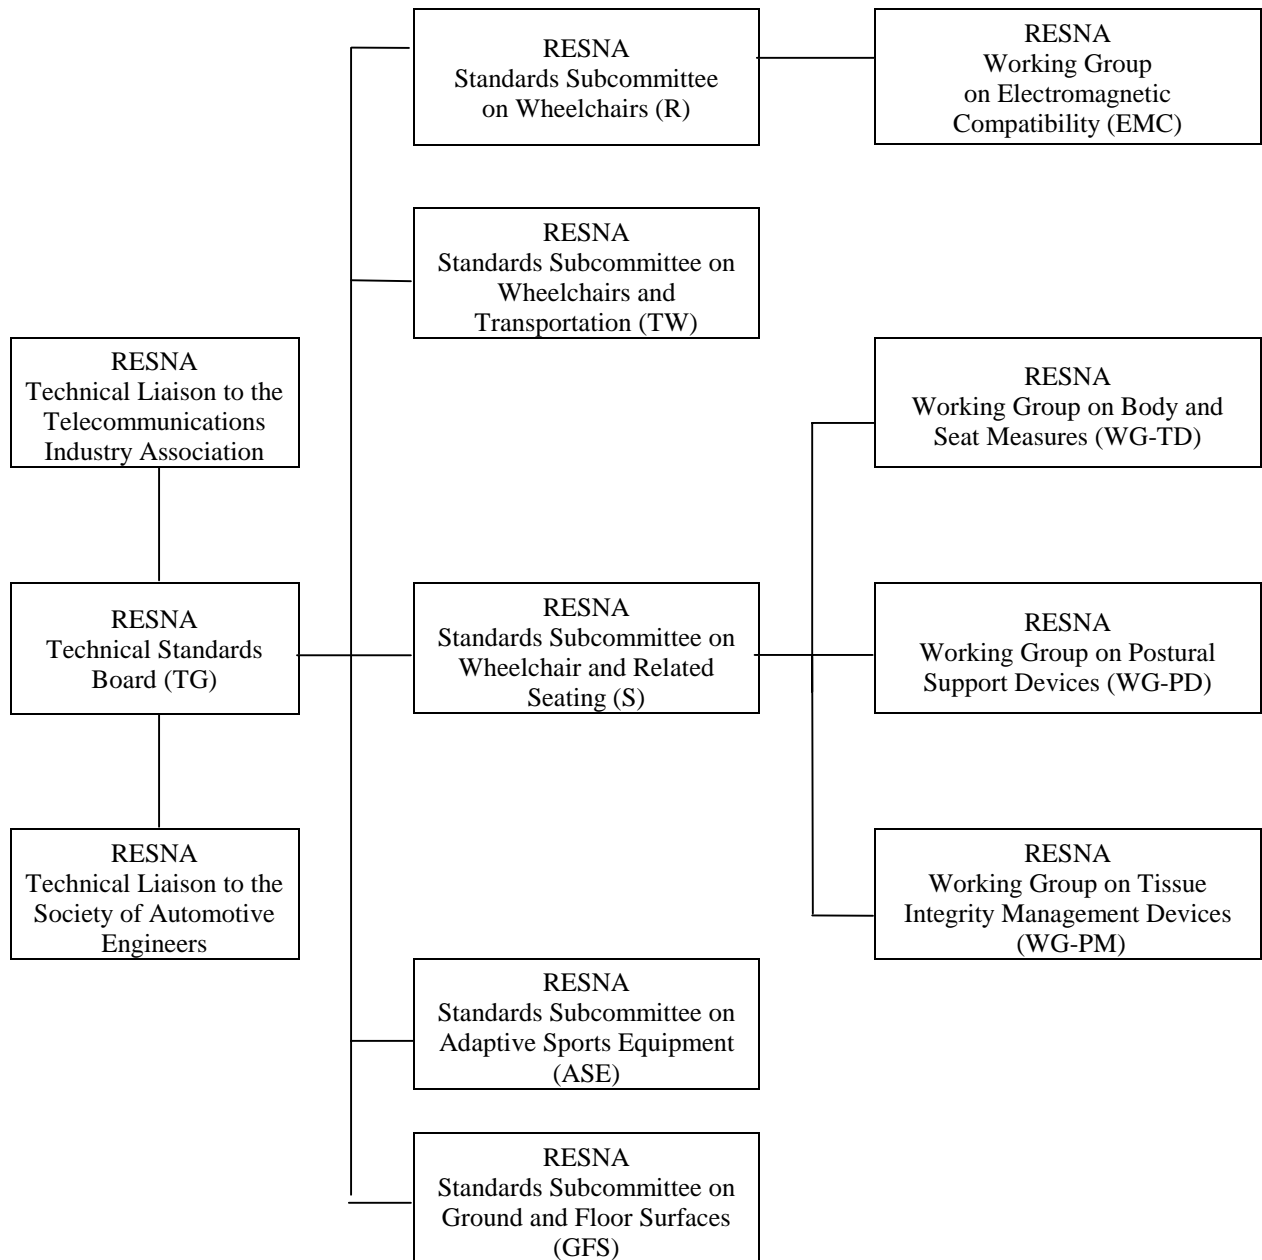 RESNA
Standards Subcommittee
on Wheelchairs (R)
RESNA
Working Group
on Electromagnetic
Compatibility (EMC)
RESNA
Standards Subcommittee on
Wheelchairs and
Transportation (TW)
RESNA
Technical Liaison to the
Telecommunications
Industry Association
RESNA
Working Group on Body and
Seat Measures (WG-TD)
RESNA
Technical Standards
Board (TG)
RESNA
Standards Subcommittee on
Wheelchair and Related
Seating (S)
RESNA
Working Group on Postural
Support Devices (WG-PD)
RESNA
Technical Liaison to the
Society of Automotive
Engineers
RESNA
Working Group on Tissue
Integrity Management Devices
(WG-PM)
RESNA
Standards Subcommittee on
Adaptive Sports Equipment
(ASE)
RESNA
Standards Subcommittee on
Ground and Floor Surfaces
(GFS)